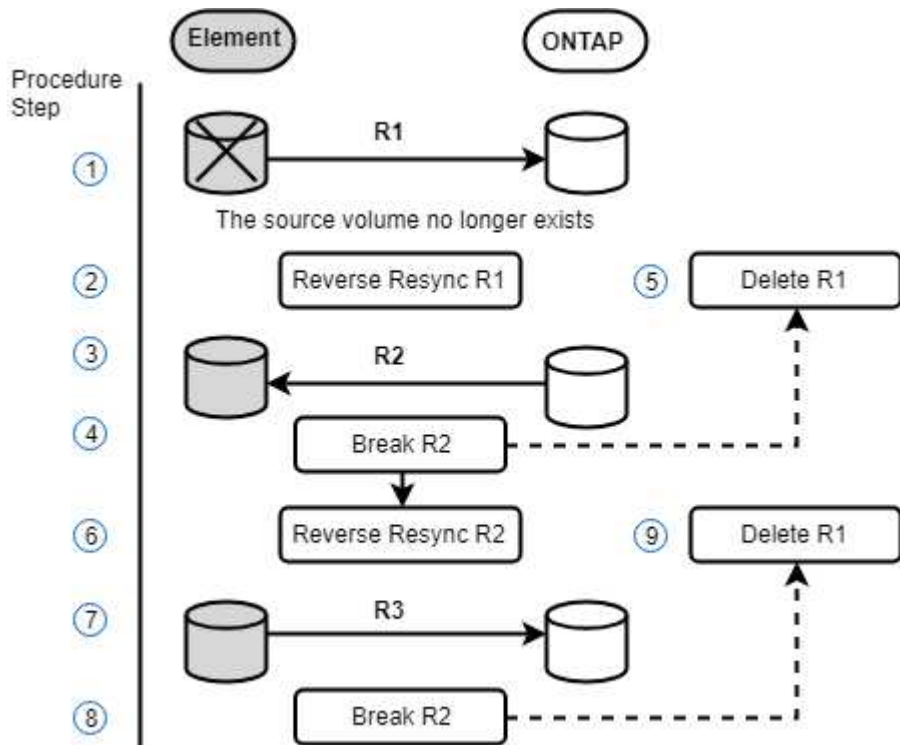 Element
ONTAP
Procedure
Step
R1
1
The source volume no longer exists
2
Reverse Resync R1
5
Delete R1
3
R2
4
Break R2
6
Reverse Resync R2
9
Delete R1
7
R3
8
Break R2